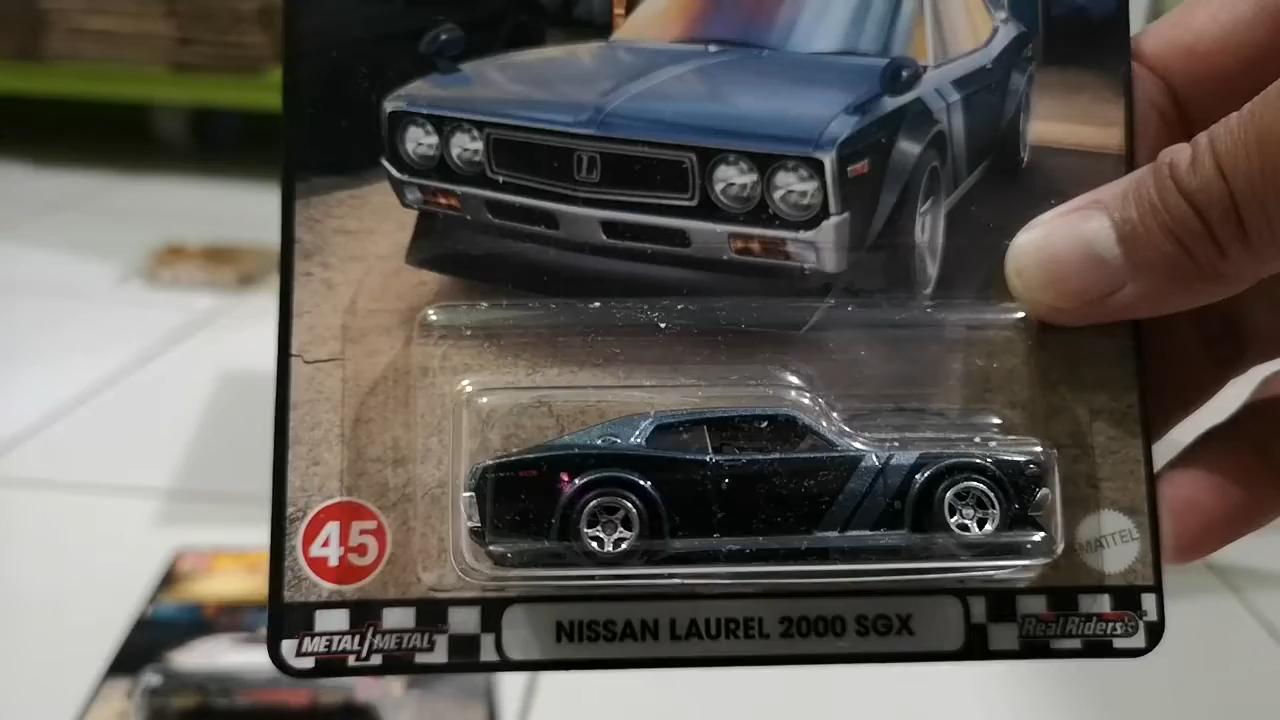 L
45
MATTEL
METAL/METAL
NISSAN LAUREL 2000 SGX
Real Riders